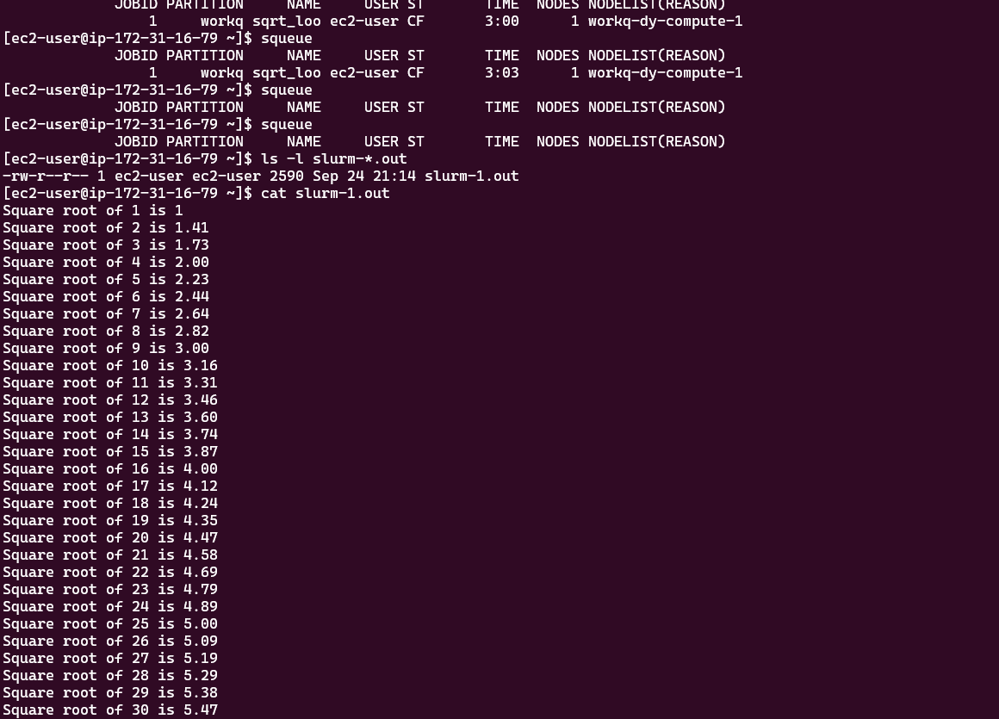 JOBID PARTITION     NAME     USER ST       TIME  NODES NODELIST(REASON)
                 1     workq sqrt_loo ec2-user CF       3:00      1 workq-dy-compute-1
[ec2-user@ip-172-31-16-79 ~]$ squeue
             JOBID PARTITION     NAME     USER ST       TIME  NODES NODELIST(REASON)
                 1     workq sqrt_loo ec2-user CF       3:03      1 workq-dy-compute-1
[ec2-user@ip-172-31-16-79 ~]$ squeue
             JOBID PARTITION     NAME     USER ST       TIME  NODES NODELIST(REASON)
[ec2-user@ip-172-31-16-79 ~]$ squeue
             JOBID PARTITION     NAME     USER ST       TIME  NODES NODELIST(REASON)
[ec2-user@ip-172-31-16-79 ~]$ ls -l slurm-*.out
-rw-r--r-- 1 ec2-user ec2-user 2590 Sep 24 21:14 slurm-1.out
[ec2-user@ip-172-31-16-79 ~]$ cat slurm-1.out
Square root of 1 is 1
Square root of 2 is 1.41
Square root of 3 is 1.73
Square root of 4 is 2.00
Square root of 5 is 2.23
Square root of 6 is 2.44
Square root of 7 is 2.64
Square root of 8 is 2.82
Square root of 9 is 3.00
Square root of 10 is 3.16
Square root of 11 is 3.31
Square root of 12 is 3.46
Square root of 13 is 3.60
Square root of 14 is 3.74
Square root of 15 is 3.87
Square root of 16 is 4.00
Square root of 17 is 4.12
Square root of 18 is 4.24
Square root of 19 is 4.35
Square root of 20 is 4.47
Square root of 21 is 4.58
Square root of 22 is 4.69
Square root of 23 is 4.79
Square root of 24 is 4.89
Square root of 25 is 5.00
Square root of 26 is 5.09
Square root of 27 is 5.19
Square root of 28 is 5.29
Square root of 29 is 5.38
Square root of 30 is 5.47